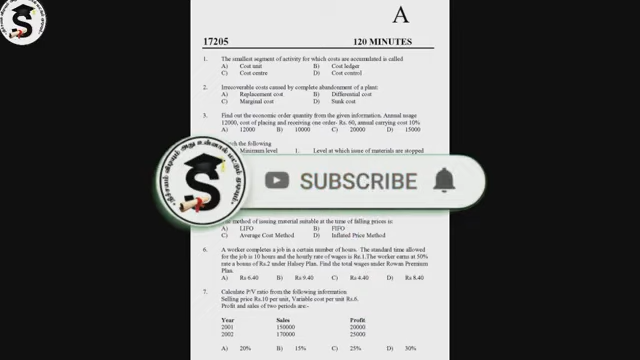 A
17205 120 MINUTES
1. The smallest segment of activity for which costs are accumulated is called
A) Cost unit B) Cost ledger
C) Cost centre D) Cost control
2. Irrecoverable costs caused by complete abandonment of a plant:
A) Replacement cost B) Differential cost
C) Marginal cost D) Sunk cost
3. Find out the economic order quantity from the given information. Annual usage
12000, cost of placing and receiving one order- Rs. 60, annual carrying cost 10%
A) 12000 B) 10000 C) 20000 D) 15000
the following
Minimum level 1. Level at which issue of materials are stopped
SUBSCRIBE
method of issuing material suitable at the time of falling prices is:
A) LIFO B) FIFO
C) Average Cost Method D) Inflated Price Method
6. A worker completes a job in a certain number of hours. The standard time allowed
for the job is 10 hours and the hourly rate of wages is Re.1.The worker earns at 50%
rate a bonus of Rs.2 under Halsey Plan. Find the total wages under Rowan Premium
Plan.
A) Rs 6.40 B) Rs 9.40 C) Rs 4.40 D) Rs 8.40
7. Calculate P/V ratio from the following information:
Selling price Rs.10 per unit, Variable cost per unit Rs.6.
Profit and sales of two periods are:-
Year Sales Profit
2001 150000 20000
2002 170000 25000
A) 20% B) 15% C) 25% D) 30%